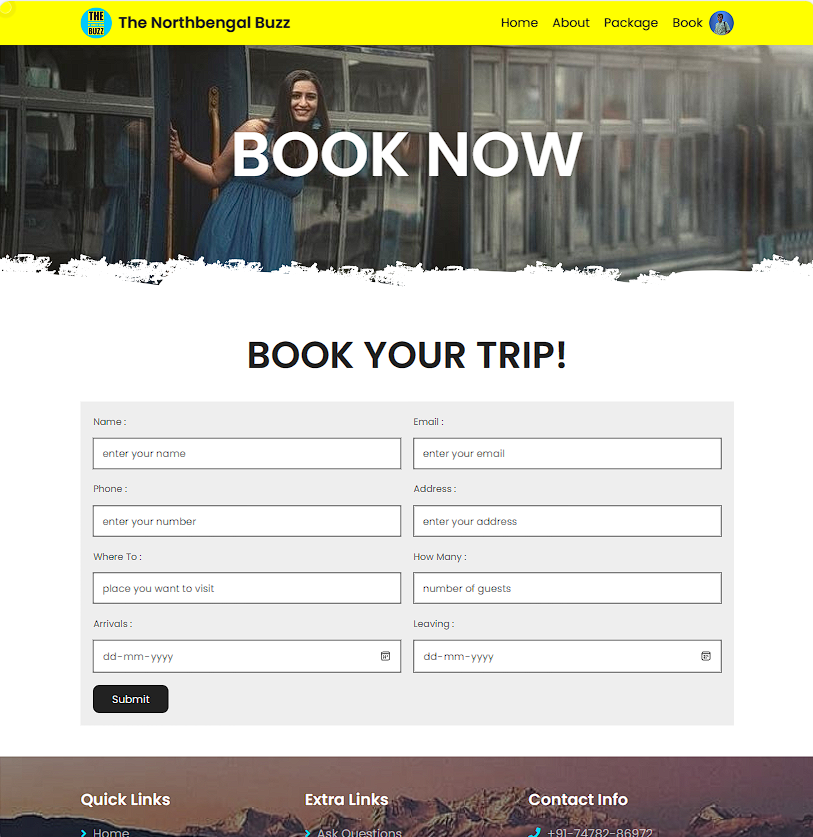 THE
BUZZ
The Northbengal Buzz
Home About Package Book
BOOK NOW
BOOK YOUR TRIP!
Name : Email :
enter your name enter your email
Phone : Address :
enter your number enter your address
Where To : How Many :
place you want to visit number of guests
Arrivals : Leaving :
dd-mm-yyyy dd-mm-yyyy
Submit
Quick Links Extra Links Contact Info
Home Ask Questions +91-74782-86972